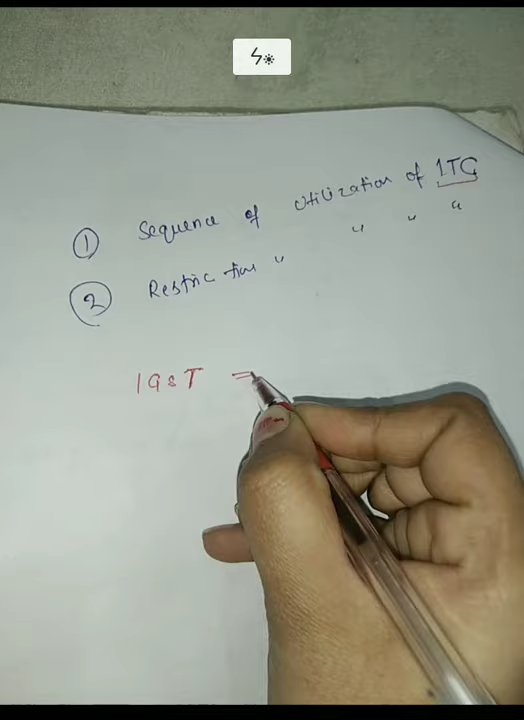 ① Sequence of Utilization of ITC
② Restriction " " " "
IGST =